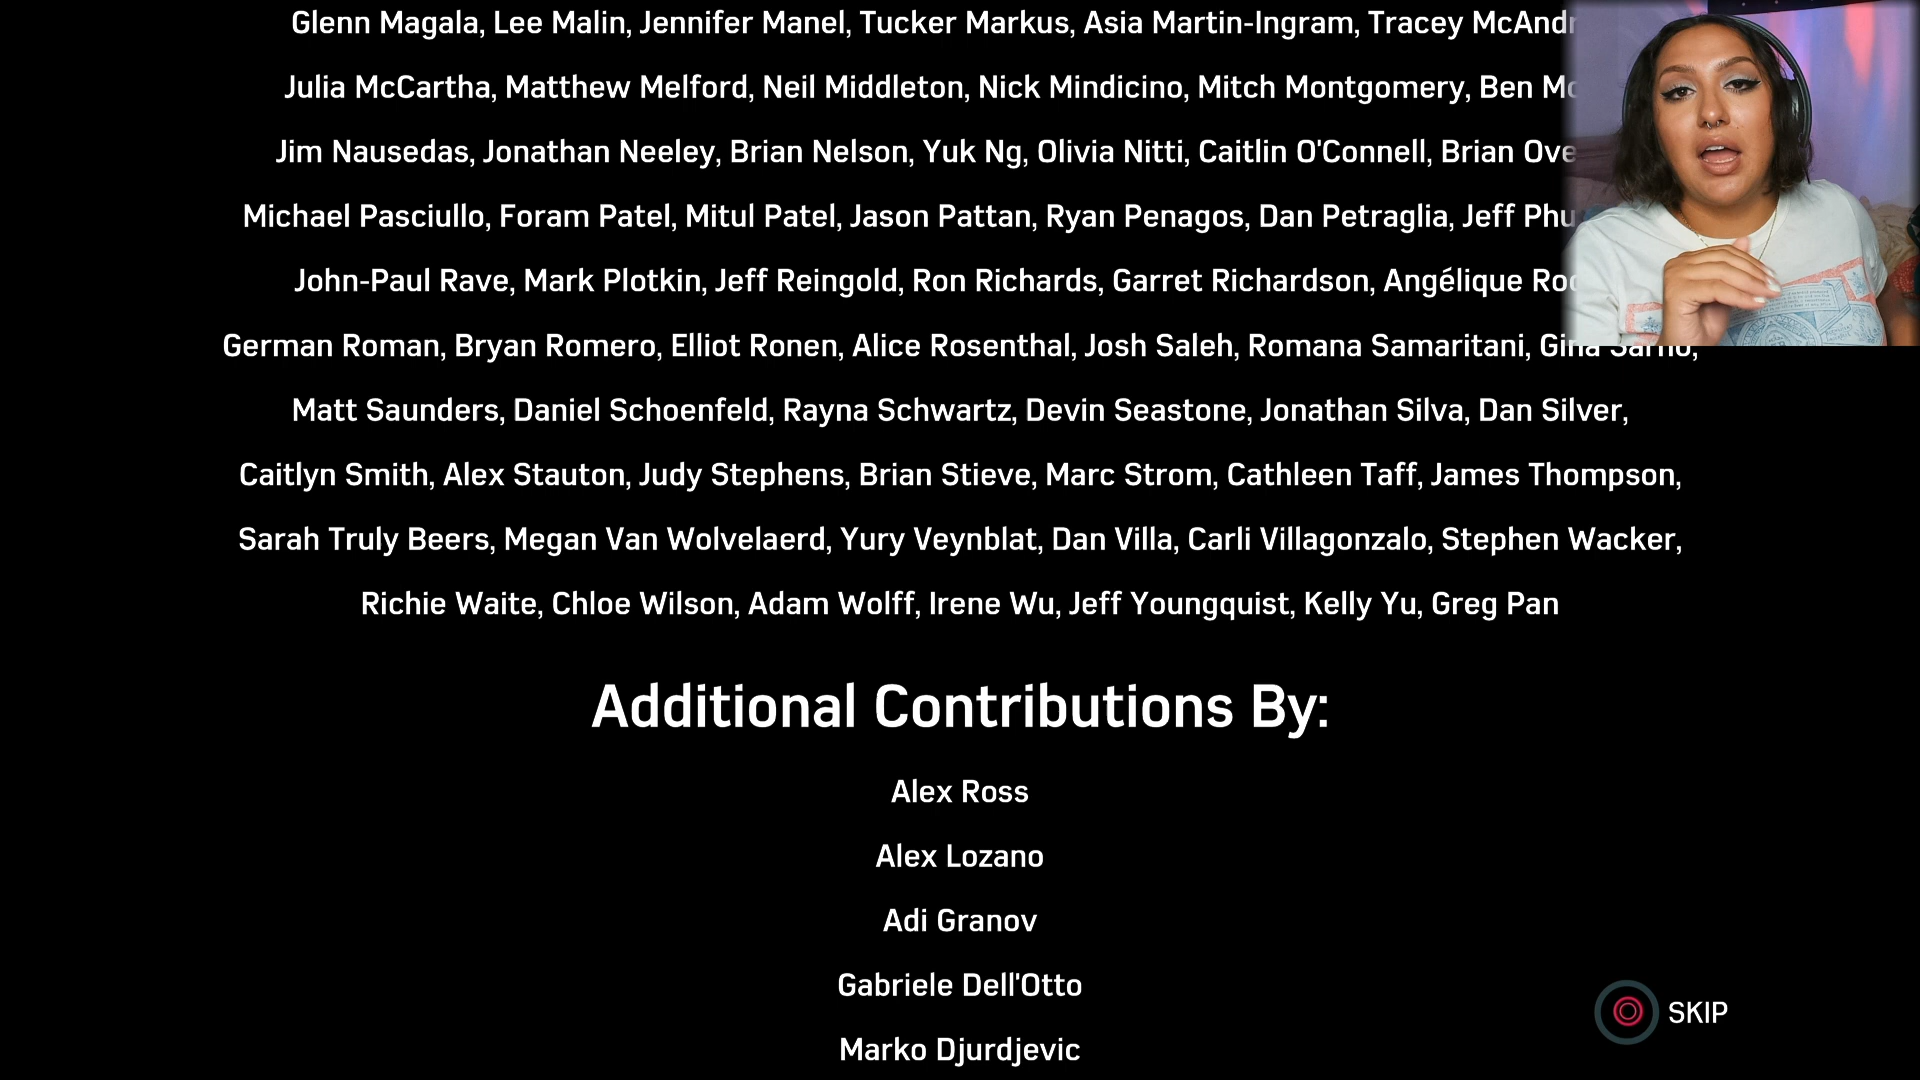 Glenn Magala, Lee Malin, Jennifer Manel, Tucker Markus, Asia Martin-Ingram, Tracey
Julia McCartha, Matthew Melford, Neil Middleton, Nick Mindicino, Mitch Montgomery, Ben
Jim Nausedas, Jonathan Neeley, Brian Nelson, Yuk Ng, Olivia Nitti, Caitlin O'Connell, Brian
Michael Pasciullo, Foram Patel, Mitul Patel, Jason Pattan, Ryan Penagos, Dan Petraglia, Jeff
John-Paul Rave, Mark Plotkin, Jeff Reingold, Ron Richards, Garret Richardson, Angélique
German Roman, Bryan Romero, Elliot Ronen, Alice Rosenthal, Josh Saleh, Romana Samaritani, Gina
Matt Saunders, Daniel Schoenfeld, Rayna Schwartz, Devin Seastone, Jonathan Silva, Dan Silver,
Caitlyn Smith, Alex Stauton, Judy Stephens, Brian Stieve, Marc Strom, Cathleen Taff, James Thompson,
Sarah Truly Beers, Megan Van Wolvelaerd, Yury Veynblat, Dan Villa, Carli Villagonzalo, Stephen Wacker,
Richie Waite, Chloe Wilson, Adam Wolff, Irene Wu, Jeff Youngquist, Kelly Yu, Greg Pan
Additional Contributions By:
Alex Ross
Alex Lozano
Adi Granov
Gabriele Dell'Otto
Marko Djurdjevic
SKIP